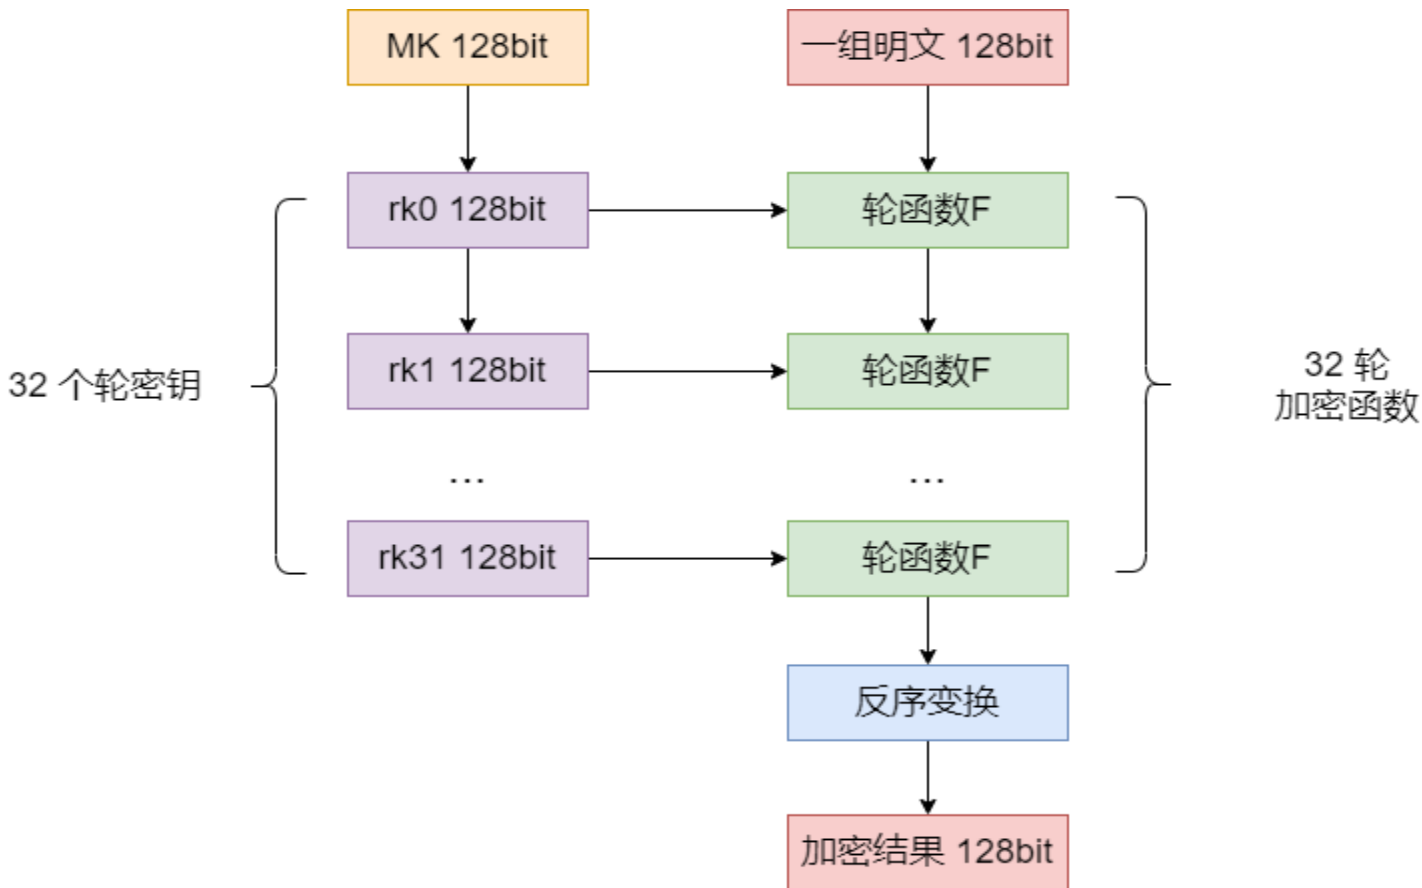 MK 128bit
一组明文 128bit
rk0 128bit
轮函数F
rk1 128bit
轮函数F
32 个轮密钥
32 轮
加密函数
...
...
rk31 128bit
轮函数F
反序变换
加密结果 128bit